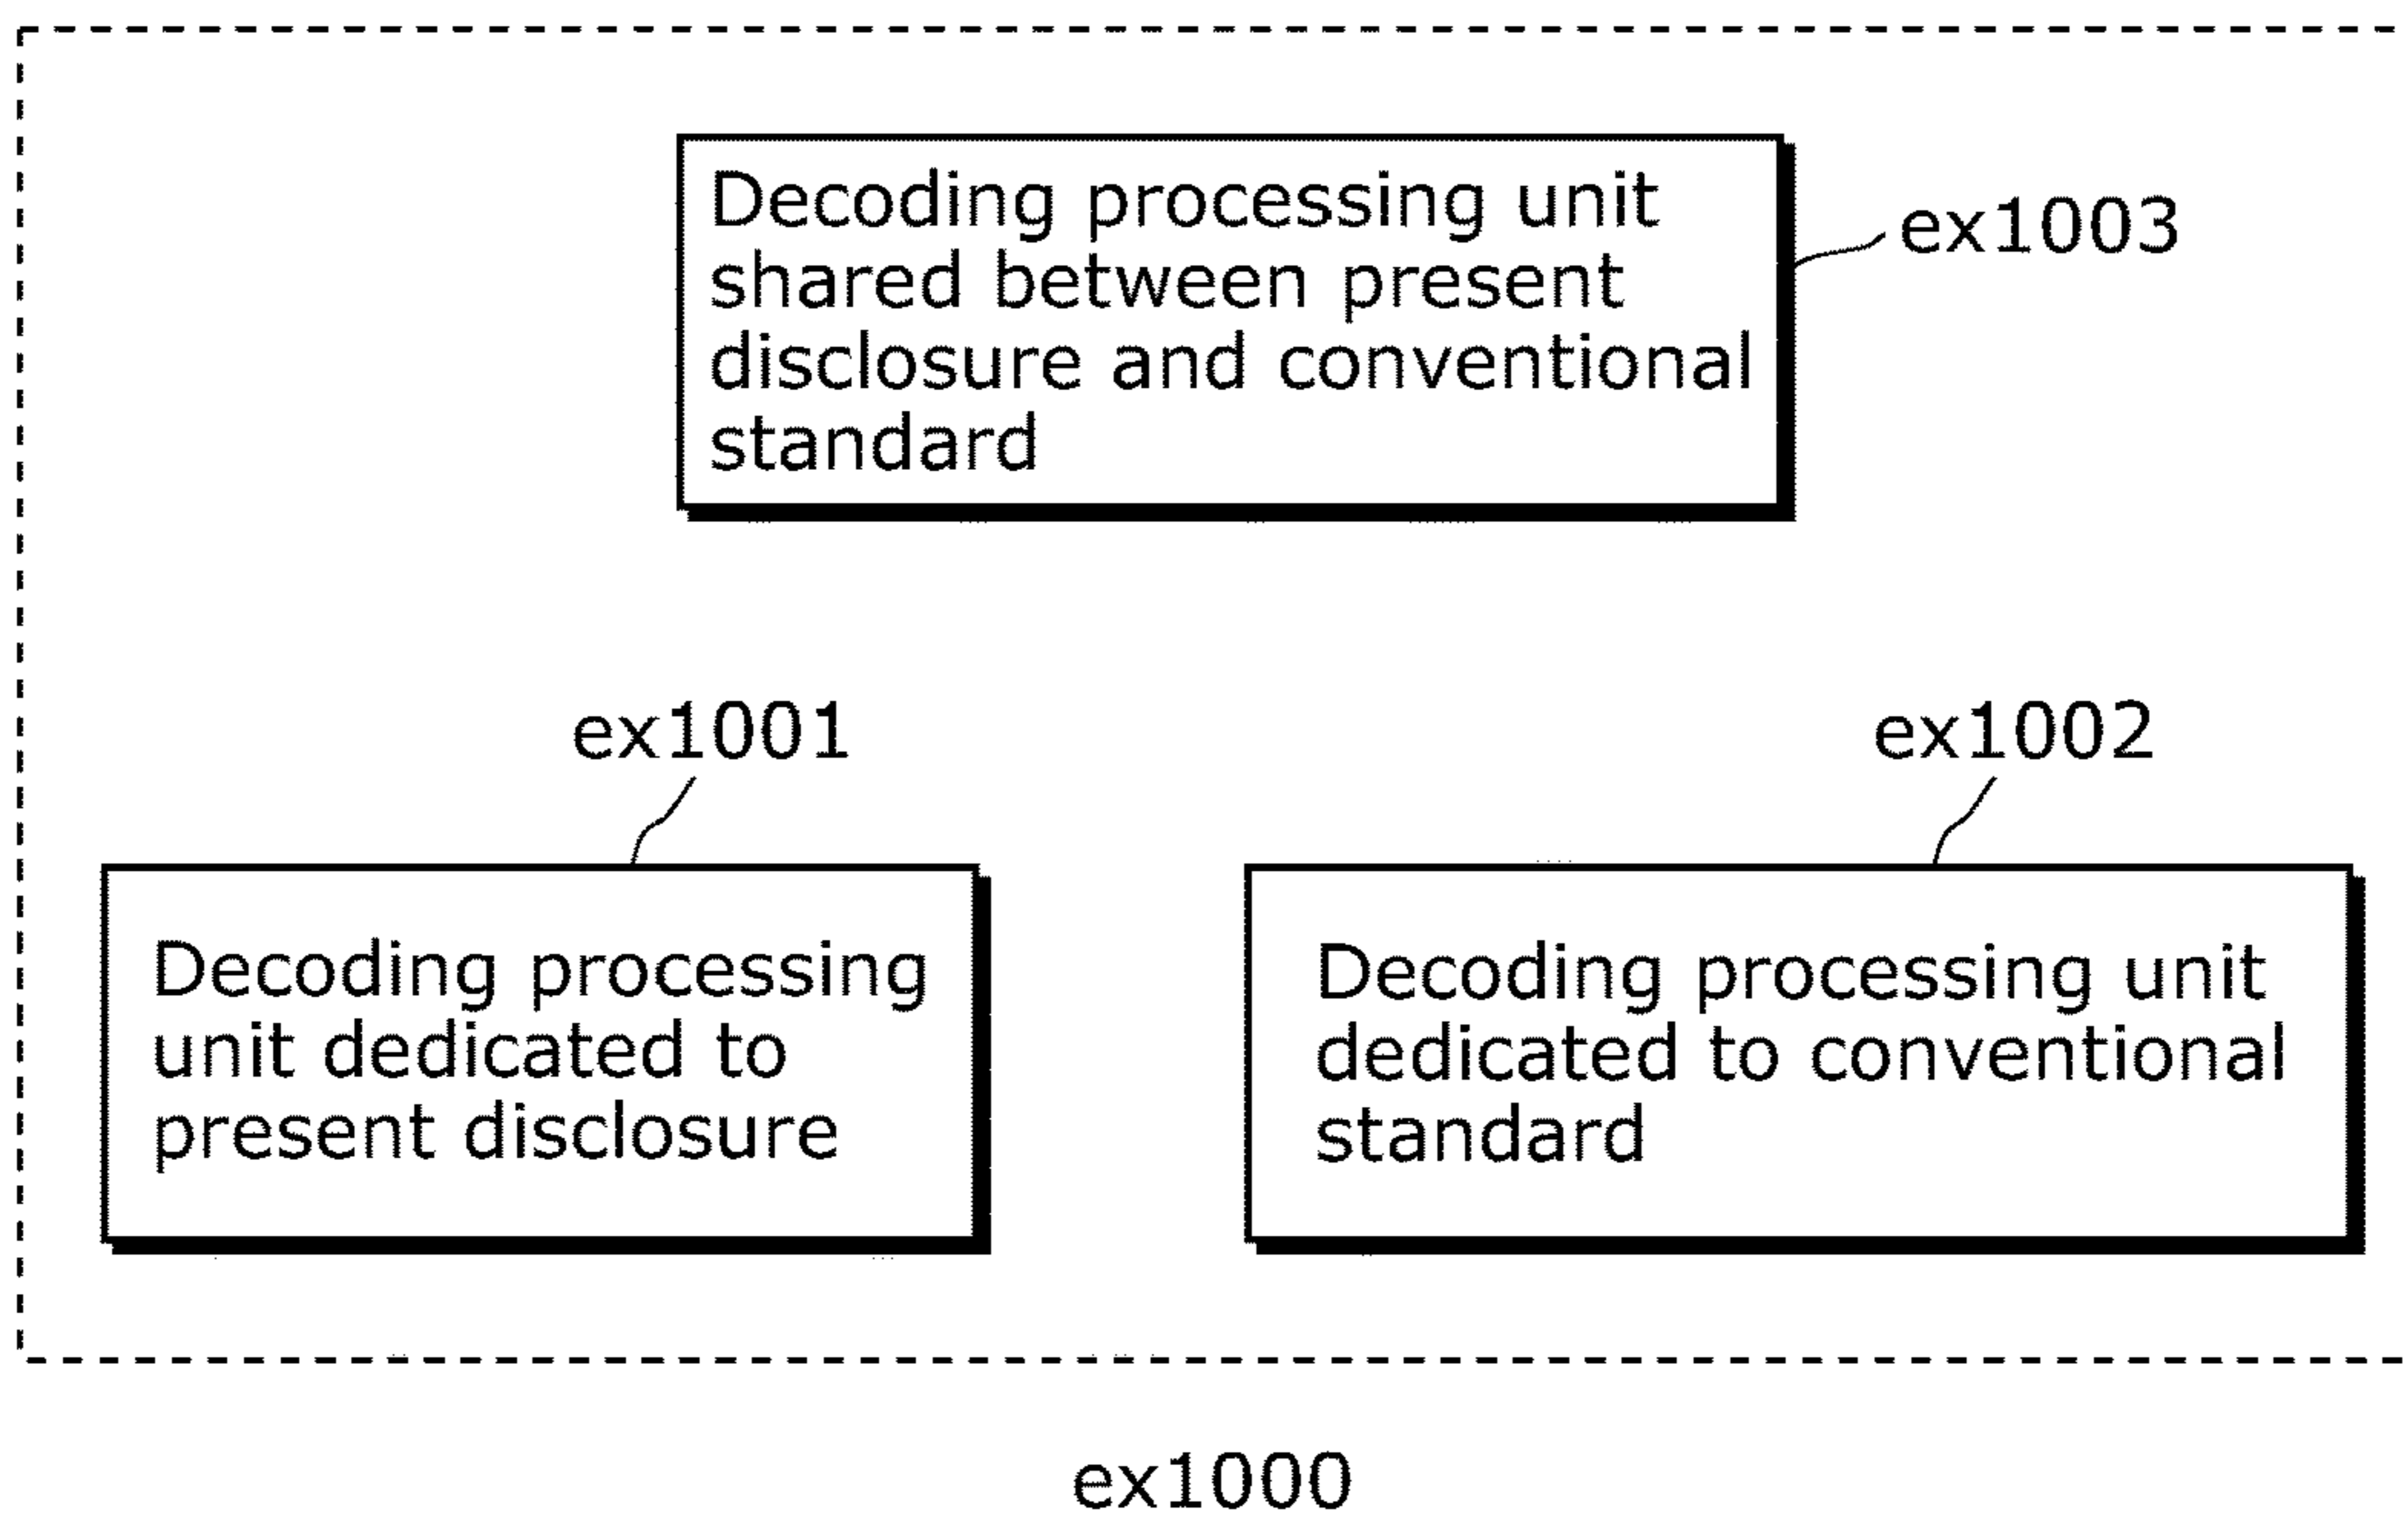 Decoding processing unit
shared between present
disclosure and conventional
standard
ex1003
ex1001
ex1002
Decoding processing
unit dedicated to
present disclosure
Decoding processing unit
dedicated to conventional
standard
ex1000